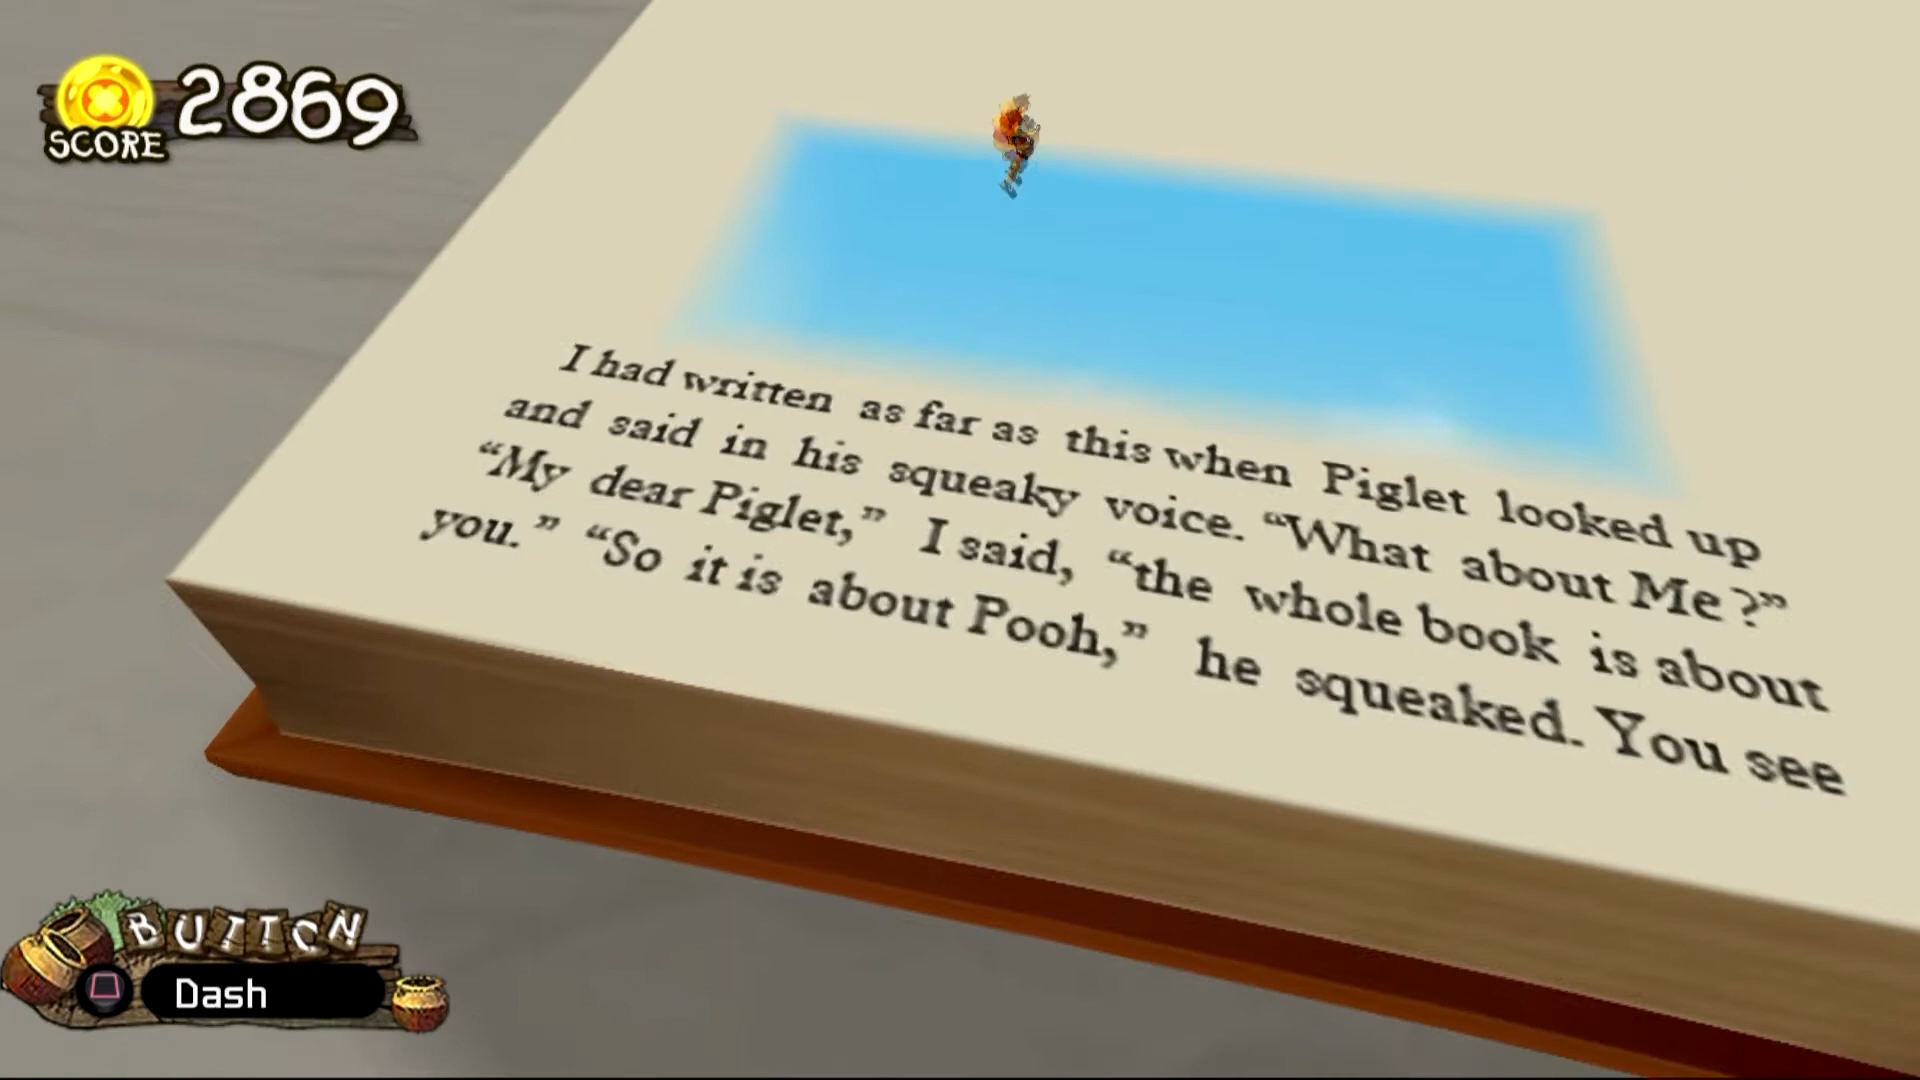 2869
SCORE
I had written as far as this when Piglet looked up
and said in his squeaky voice. “What about Me?”
“My dear Piglet,” I said, “the whole book is about
you.” “So it is about Pooh,” he squeaked. You see
BUTTON
Dash